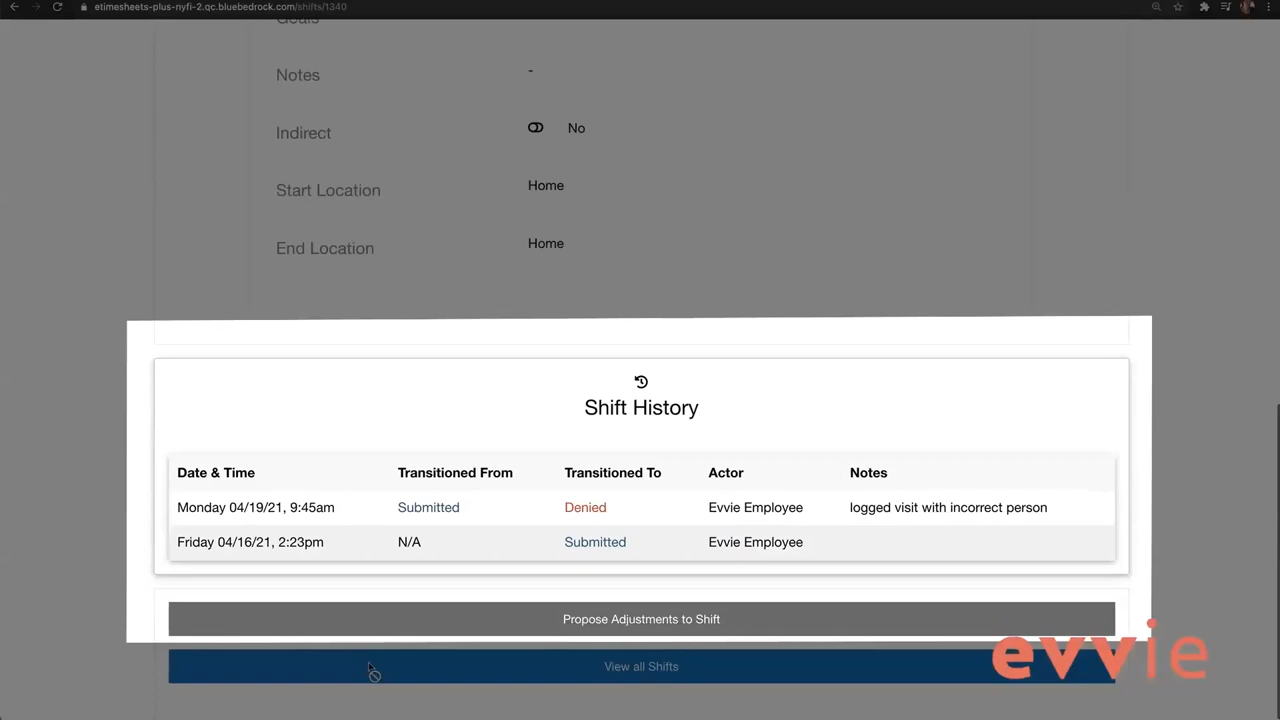 etimesheets-plus-nyfi-2.qc.bluebedrock.com/shifts/1340
Goals
Notes -
Indirect No
Start Location Home
End Location Home
Shift History
Date & Time Transitioned From Transitioned To Actor Notes
Monday 04/19/21, 9:45am Submitted Denied Evvie Employee logged visit with incorrect person
Friday 04/16/21, 2:23pm N/A Submitted Evvie Employee
Propose Adjustments to Shift
View all Shifts
evvie